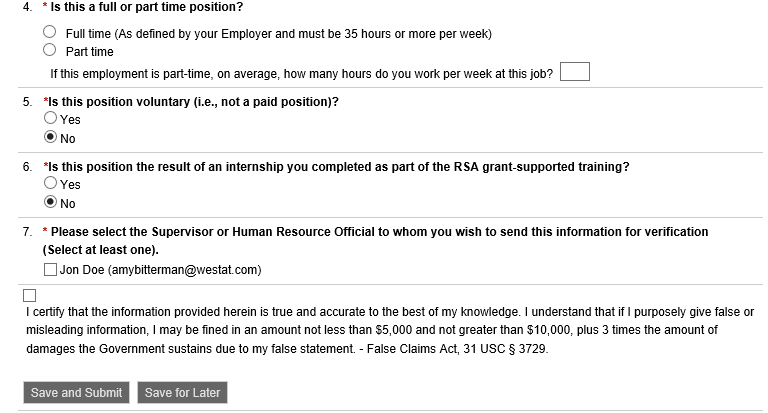 4. * Is this a full or part time position?
Full time (As defined by your Employer and must be 35 hours or more per week)
Part time
If this employment is part-time, on average, how many hours do you work per week at this job?
5. *Is this position voluntary (i.e., not a paid position)?
Yes
No
6. *Is this position the result of an internship you completed as part of the RSA grant-supported training?
Yes
No
7. * Please select the Supervisor or Human Resource Official to whom you wish to send this information for verification
(Select at least one).
Jon Doe (amybitterman@westat.com)
I certify that the information provided herein is true and accurate to the best of my knowledge. I understand that if I purposely give false or
misleading information, I may be fined in an amount not less than $5,000 and not greater than $10,000, plus 3 times the amount of
damages the Government sustains due to my false statement. - False Claims Act, 31 USC § 3729.
Save and Submit Save for Later